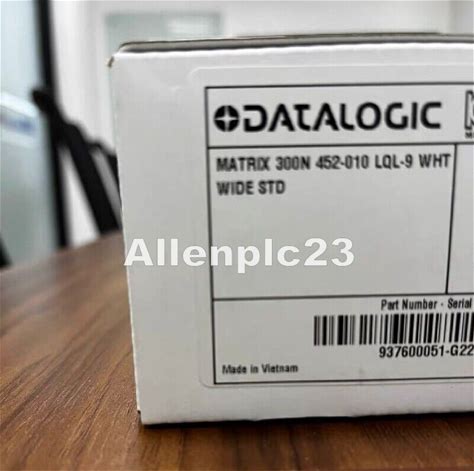 DATALOGIC
MATRIX 300N 452-010 LQL-9 WHT
WIDE STD
Allenplc23
Part Number - Serial
937600051-G22
Made in Vietnam